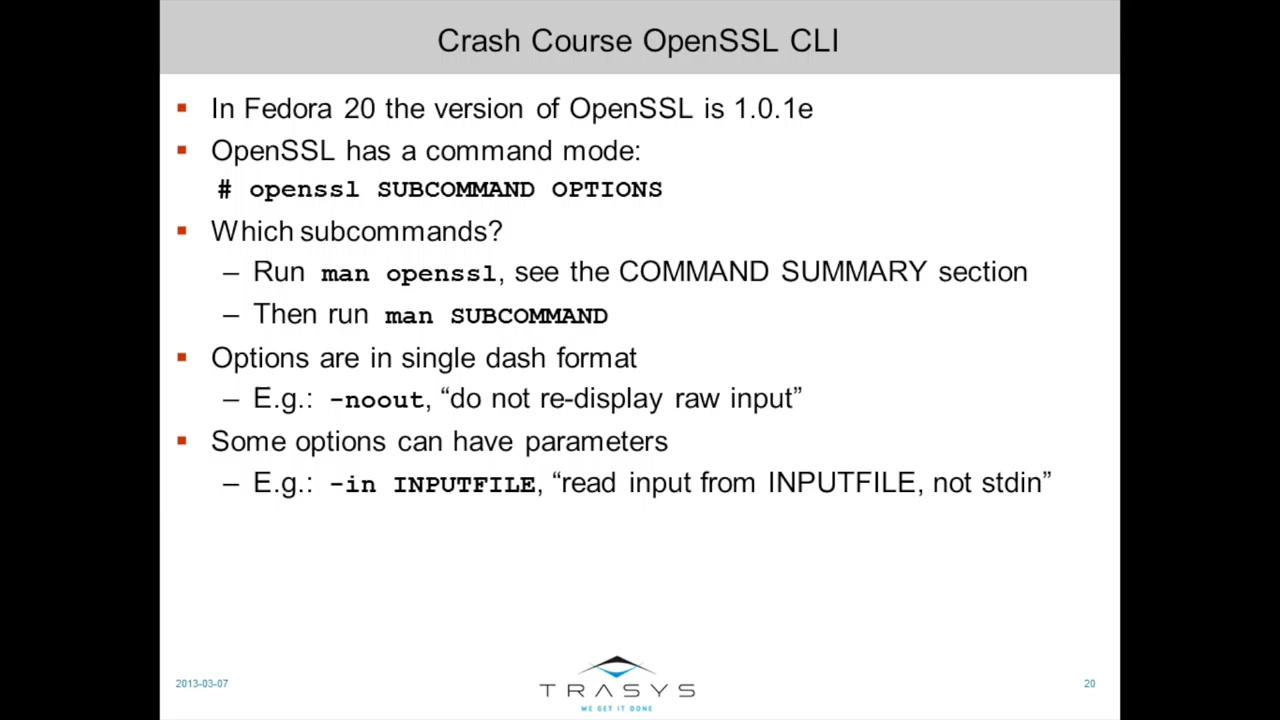 Crash Course OpenSSL CLI
In Fedora 20 the version of OpenSSL is 1.0.1e
OpenSSL has a command mode:
# openssl SUBCOMMAND OPTIONS
Which subcommands?
– Run man openssl, see the COMMAND SUMMARY section
– Then run man SUBCOMMAND
Options are in single dash format
– E.g.: -noout, “do not re-display raw input”
Some options can have parameters
– E.g.: -in INPUTFILE, “read input from INPUTFILE, not stdin”
2013-03-07
TRASYS
WE GET IT DONE
20